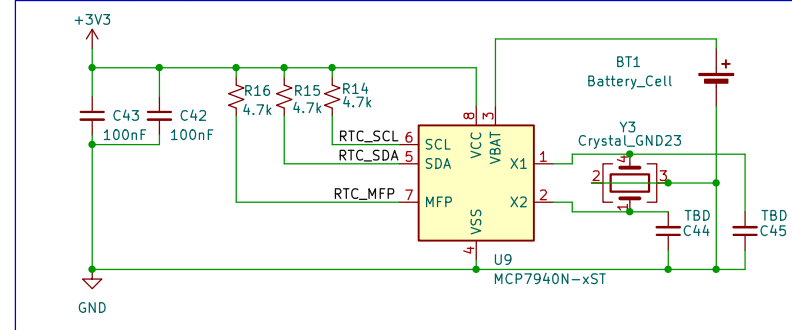 +3V3
C43
100nF
C42
100nF
R16
4.7k
R15
4.7k
R14
4.7k
RTC_SCL
RTC_SDA
RTC_MFP
6
5
7
8
3
SCL
SDA
MFP
VCC
VBAT
X1
X2
VSS
1
2
4
U9
MCP7940N-xST
BT1
Battery_Cell
+
Y3
Crystal_GND23
4
2
3
1
TBD
C44
TBD
C45
GND